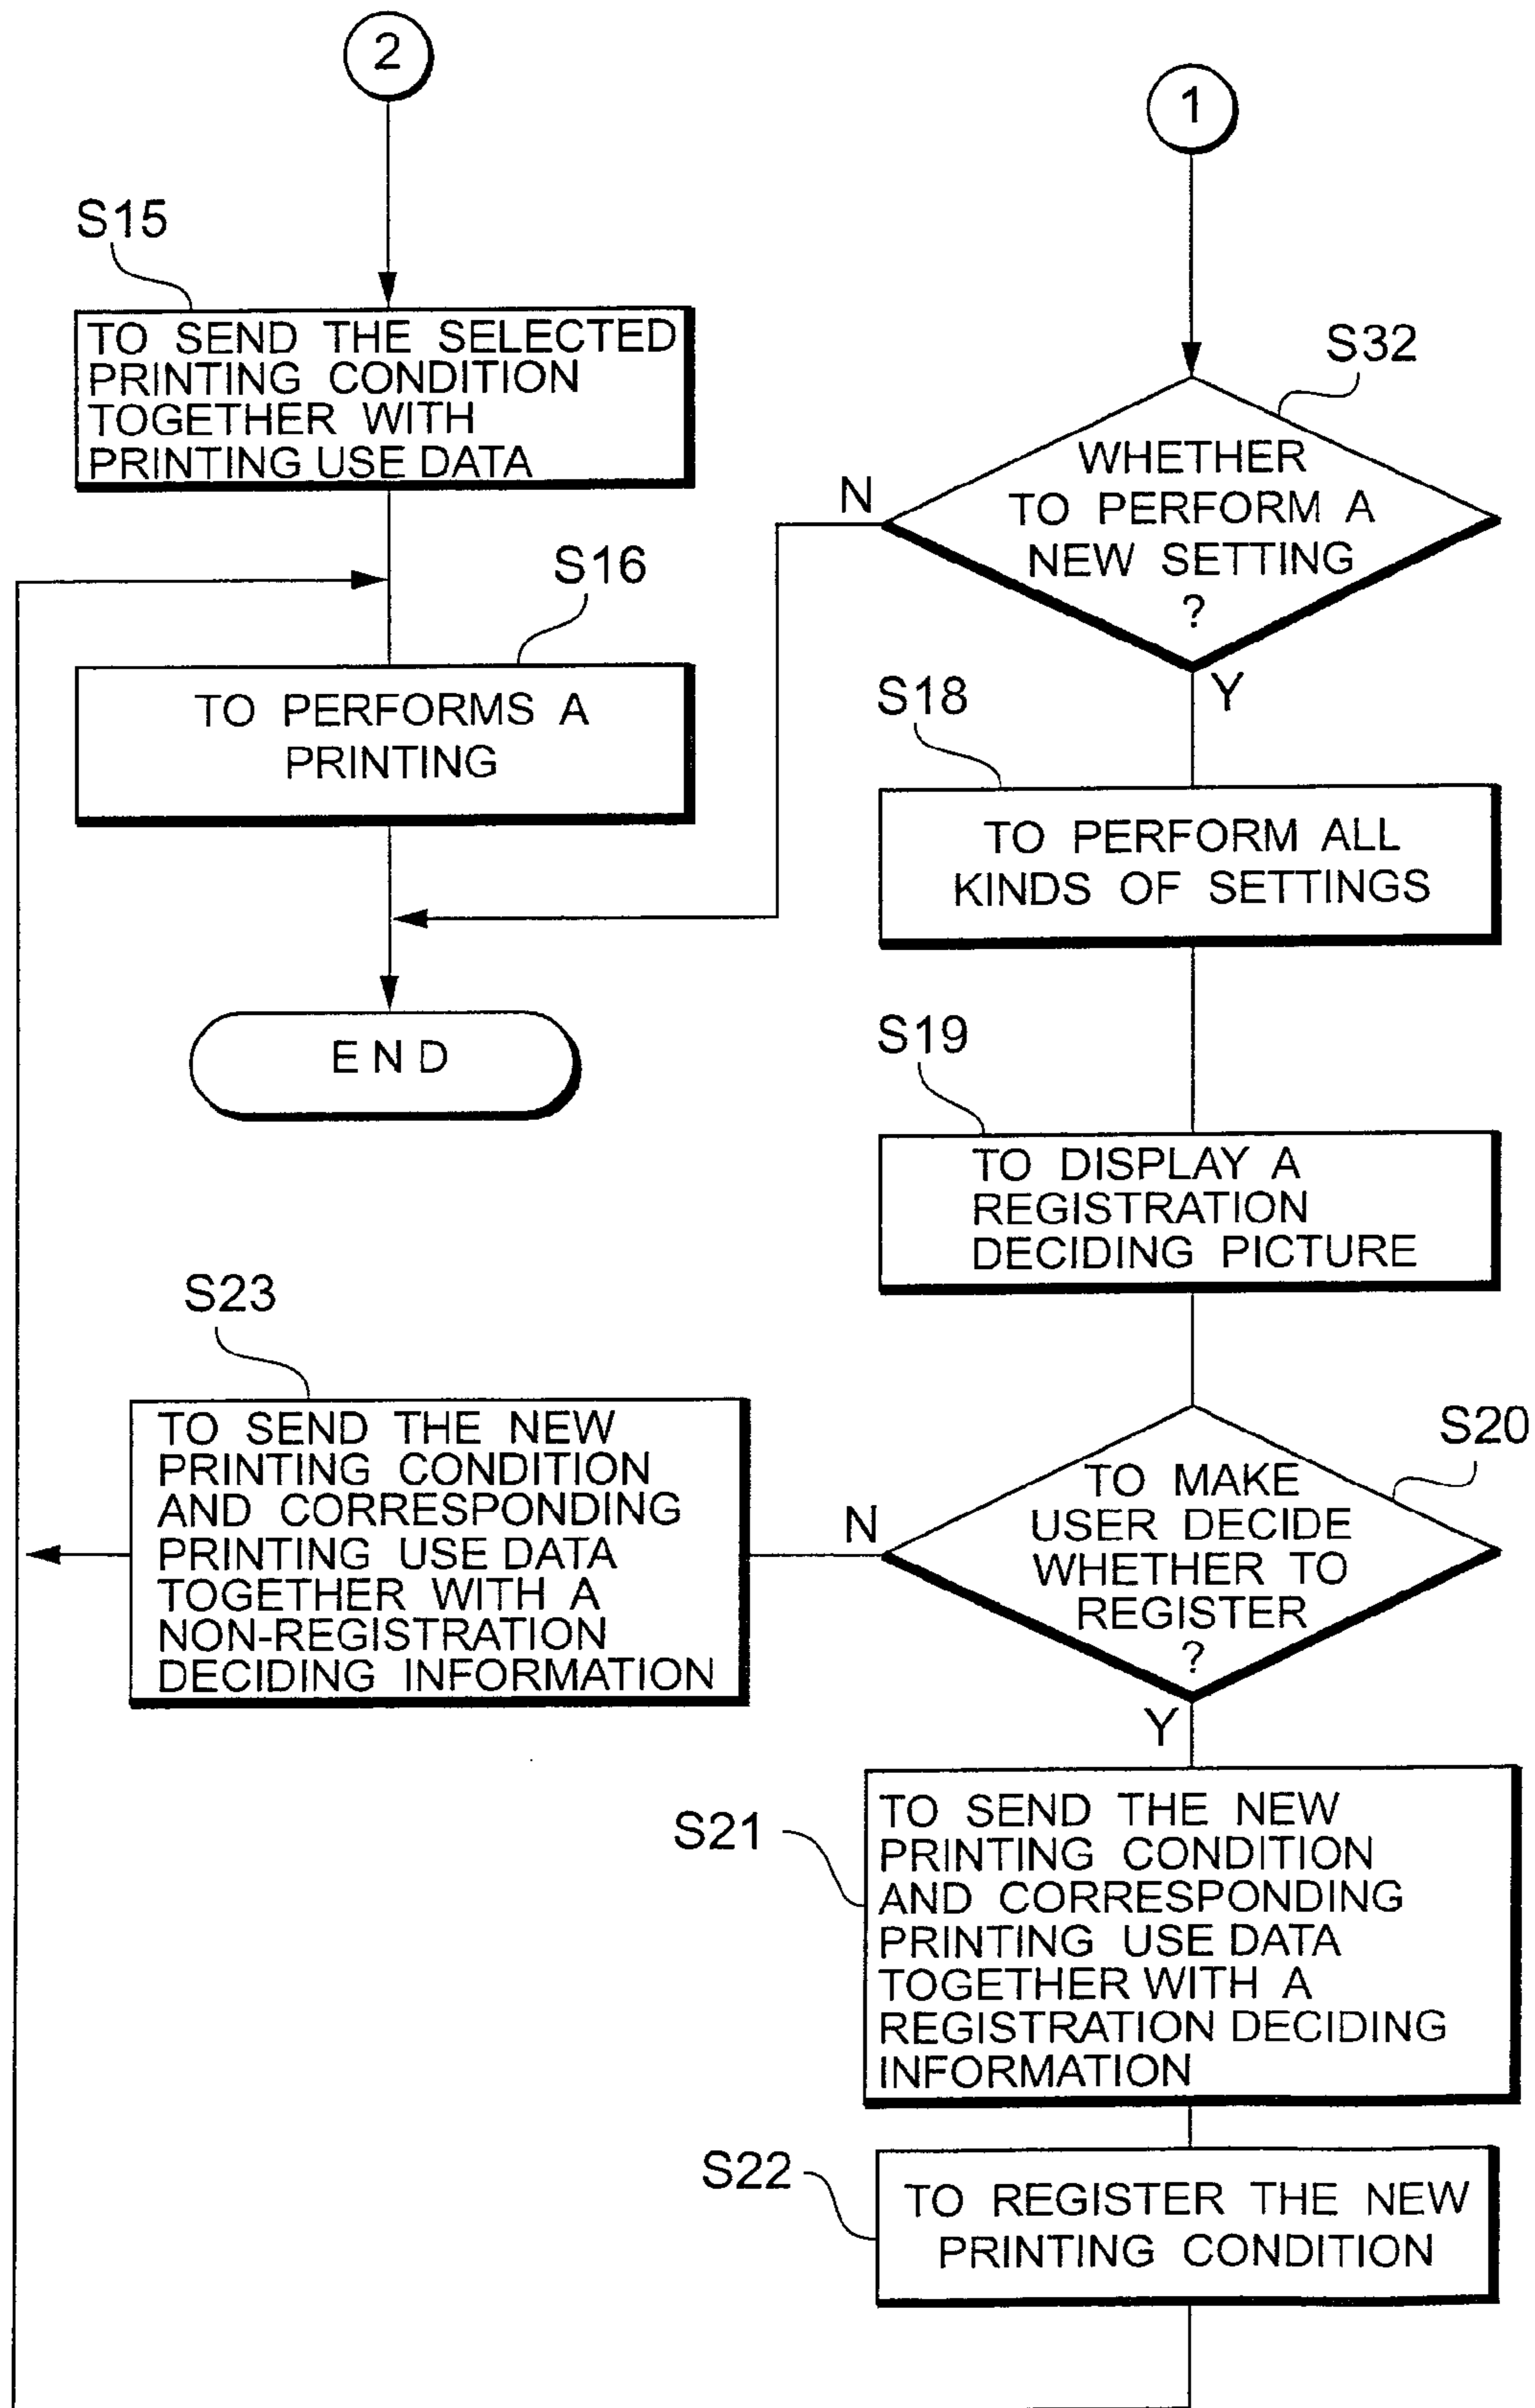 2
S15
TO SEND THE SELECTED
PRINTING CONDITION
TOGETHER WITH
PRINTING USE DATA
S16
TO PERFORMS A
PRINTING
END
1
S32
WHETHER
TO PERFORM A
NEW SETTING
?
N
Y
S18
TO PERFORM ALL
KINDS OF SETTINGS
S19
TO DISPLAY A
REGISTRATION
DECIDING PICTURE
S20
TO MAKE
USER DECIDE
WHETHER TO
REGISTER
?
N
Y
S23
TO SEND THE NEW
PRINTING CONDITION
AND CORRESPONDING
PRINTING USE DATA
TOGETHER WITH A
NON-REGISTRATION
DECIDING INFORMATION
S21
TO SEND THE NEW
PRINTING CONDITION
AND CORRESPONDING
PRINTING USE DATA
TOGETHER WITH A
REGISTRATION DECIDING
INFORMATION
S22
TO REGISTER THE NEW
PRINTING CONDITION